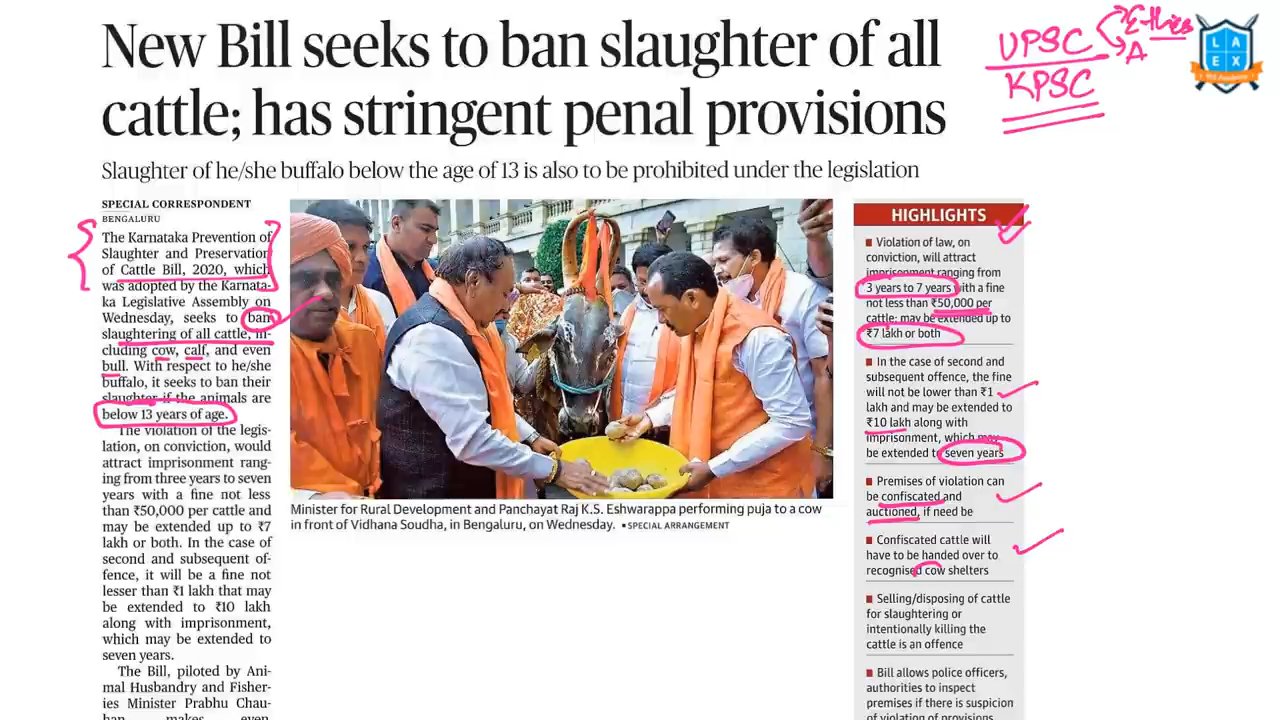 New Bill seeks to ban slaughter of all
cattle; has stringent penal provisions
Slaughter of he/she buffalo below the age of 13 is also to be prohibited under the legislation
UPSC
Ethics
A
KPSC
L A
E X
SPECIAL CORRESPONDENT
BENGALURU
The Karnataka Prevention of
Slaughter and Preservation
of Cattle Bill, 2020, which
was adopted by the Karnata-
ka Legislative Assembly on
Wednesday, seeks to ban
slaughtering of all cattle, in-
cluding cow, calf, and even
bull. With respect to he/she
buffalo, it seeks to ban their
slaughter if the animals are
below 13 years of age.
The violation of the legis-
lation, on conviction, would
attract imprisonment rang-
ing from three years to seven
years with a fine not less
than ₹50,000 per cattle and
may be extended up to ₹7
lakh or both. In the case of
second and subsequent of-
fence, it will be a fine not
lesser than ₹1 lakh that may
be extended to ₹10 lakh
along with imprisonment,
which may be extended to
seven years.
The Bill, piloted by Ani-
mal Husbandry and Fisher-
ies Minister Prabhu Chau-
han makes even
Minister for Rural Development and Panchayat Raj K.S. Eshwarappa performing puja to a cow
in front of Vidhana Soudha, in Bengaluru, on Wednesday. ▪SPECIAL ARRANGEMENT
HIGHLIGHTS
■ Violation of law, on
conviction, will attract
imprisonment ranging from
3 years to 7 years with a fine
not less than ₹50,000 per
cattle; may be extended up to
₹7 lakh or both
■ In the case of second and
subsequent offence, the fine
will not be lower than ₹1
lakh and may be extended to
₹10 lakh along with
imprisonment, which may
be extended to seven years
■ Premises of violation can
be confiscated and
auctioned, if need be
■ Confiscated cattle will
have to be handed over to
recognised cow shelters
■ Selling/disposing of cattle
for slaughtering or
intentionally killing the
cattle is an offence
■ Bill allows police officers,
authorities to inspect
premises if there is suspicion
of violation of provisions